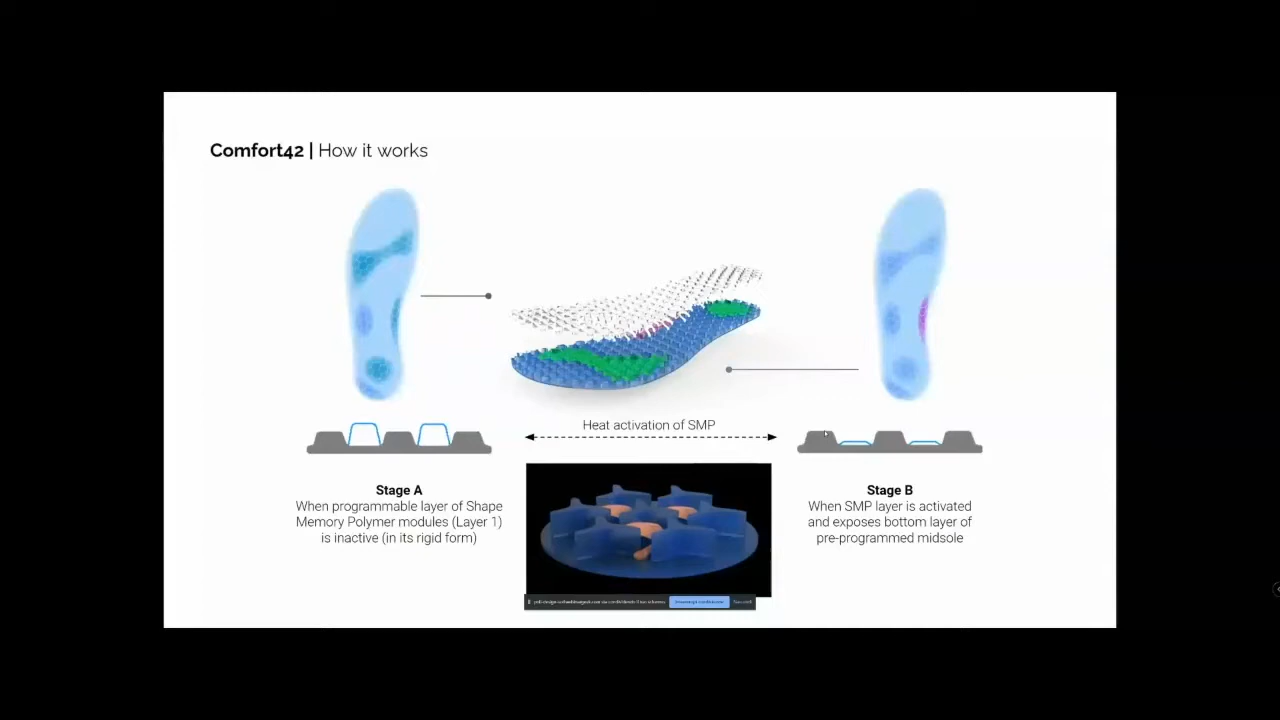 Comfort42 | How it works
Heat activation of SMP
Stage A
When programmable layer of Shape
Memory Polymer modules (Layer 1)
is inactive (in its rigid form)
Stage B
When SMP layer is activated
and exposes bottom layer of
pre-programmed midsole